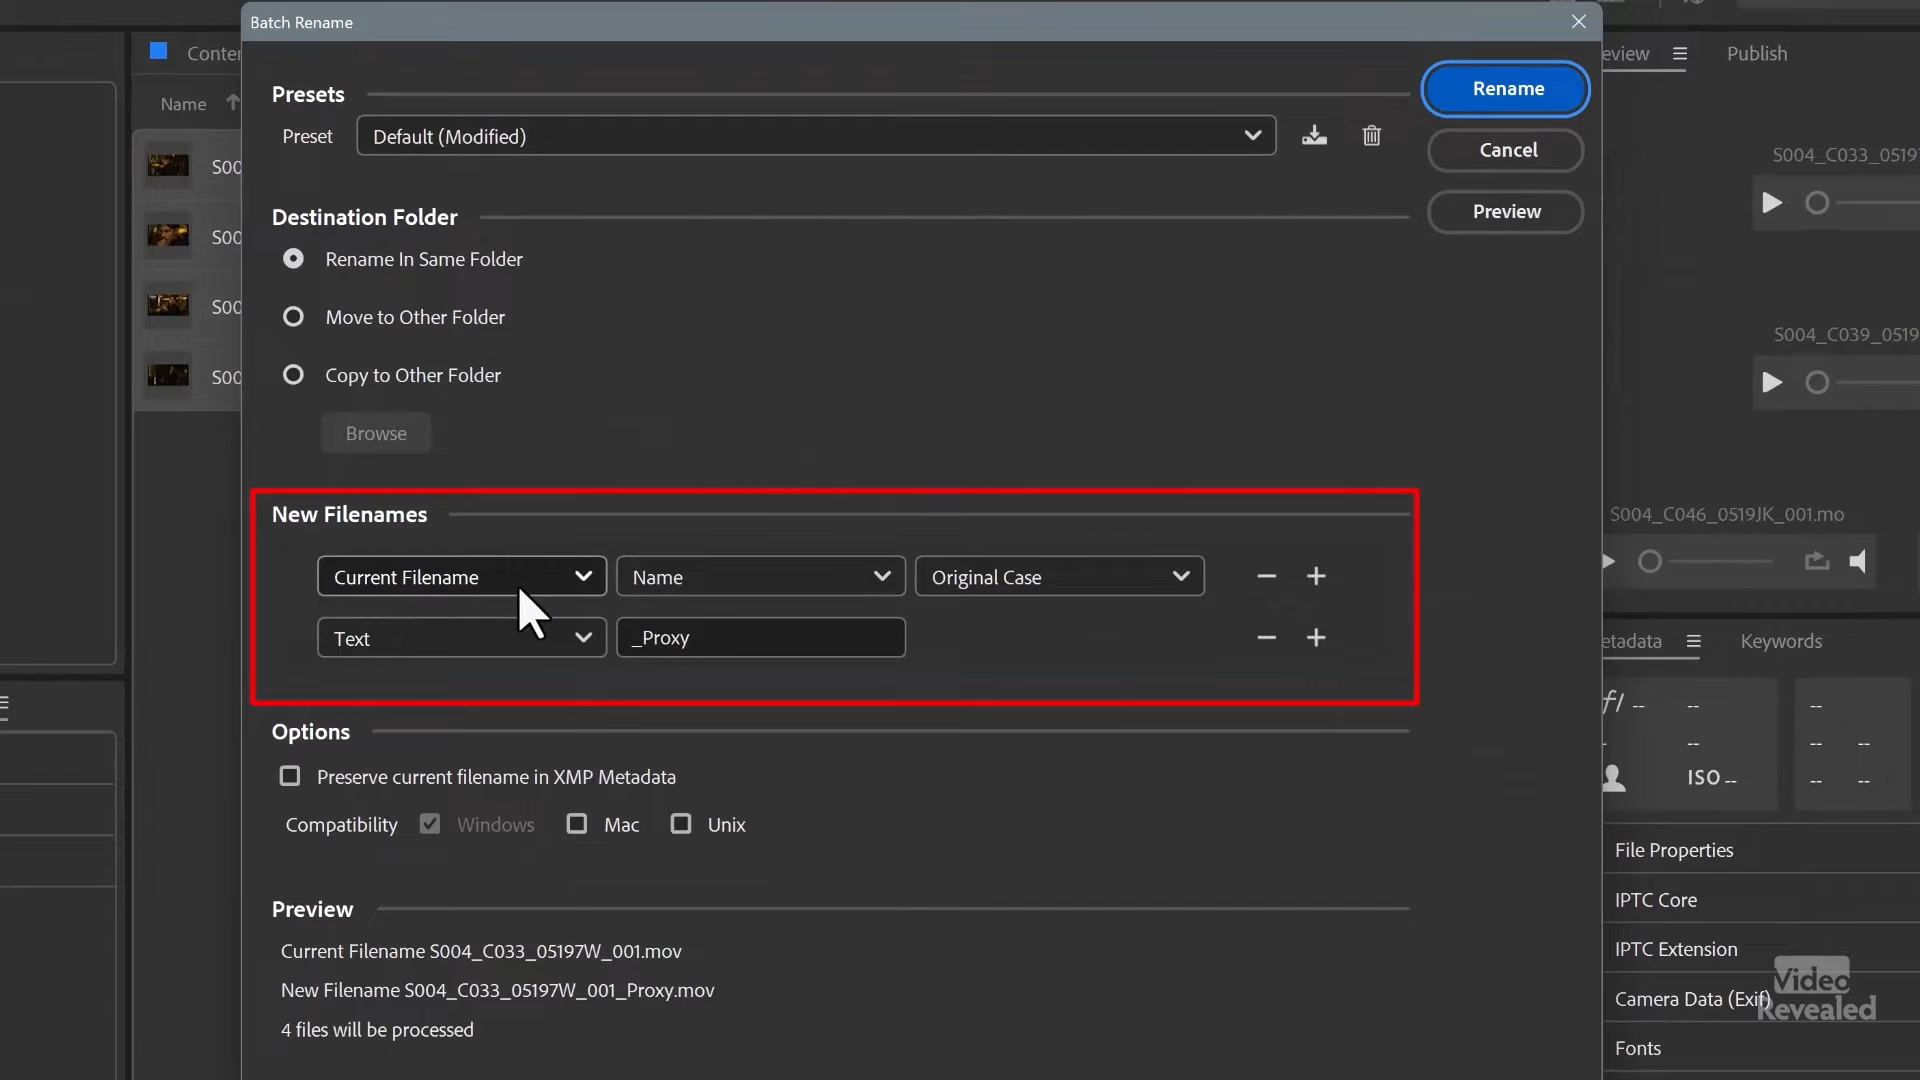 Batch Rename
Conten
eview
Publish
Name
Presets
Rename
Preset
Default (Modified)
Cancel
S004_C033_05197
S00
Destination Folder
Preview
S00
Rename In Same Folder
S00
Move to Other Folder
S004_C039_0519
S00
Copy to Other Folder
Browse
New Filenames
S004_C046_0519JK_001.mo
Current Filename
Name
Original Case
Text
_Proxy
etadata
Keywords
f/ --
--
--
Options
--
--
--
Preserve current filename in XMP Metadata
ISO --
--
--
Compatibility
Windows
Mac
Unix
File Properties
Preview
IPTC Core
Current Filename S004_C033_05197W_001.mov
IPTC Extension
New Filename S004_C033_05197W_001_Proxy.mov
Camera Data (Exif)
Video
Revealed
4 files will be processed
Fonts